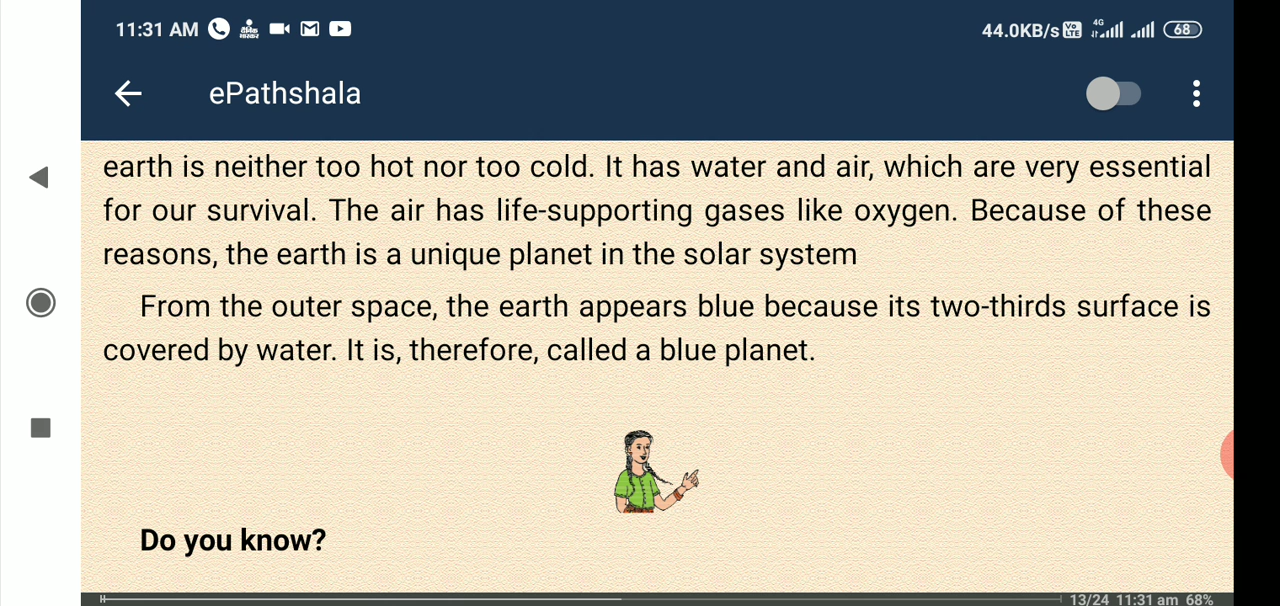 11:31 AM 44.0KB/s Vo LTE 4G 68
ePathshala
earth is neither too hot nor too cold. It has water and air, which are very essential
for our survival. The air has life-supporting gases like oxygen. Because of these
reasons, the earth is a unique planet in the solar system
From the outer space, the earth appears blue because its two-thirds surface is
covered by water. It is, therefore, called a blue planet.
Do you know?
13/24 11:31 am 68%